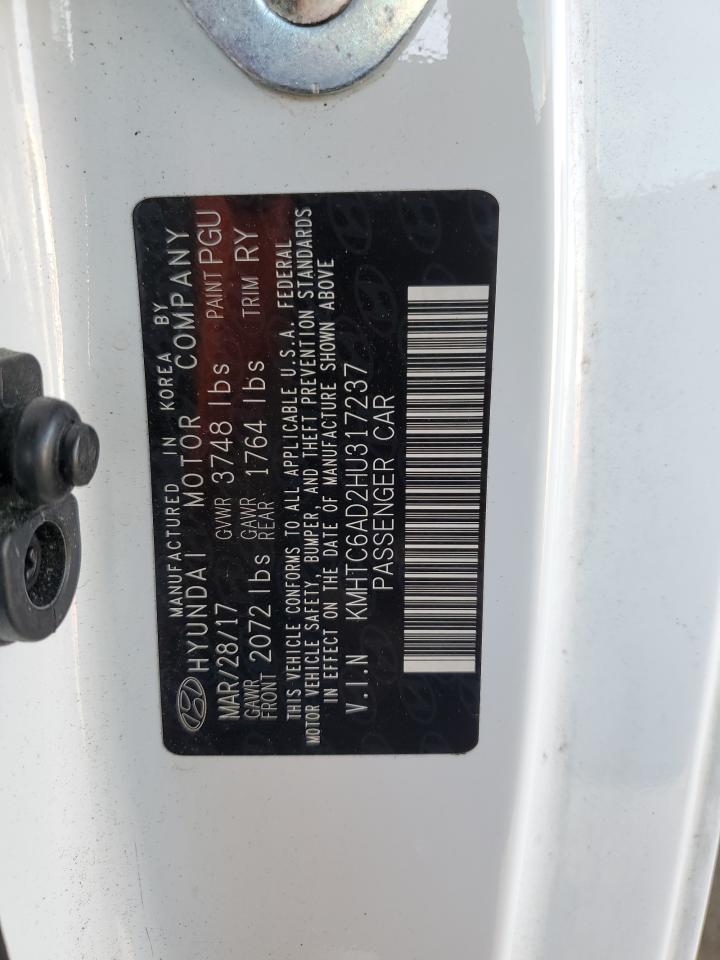 MANUFACTURED IN KOREA BY
HYUNDAI MOTOR COMPANY
MAR/28/17 GVWR 3748 lbs PAINT PGU
GAWR FRONT 2072 lbs GAWR REAR 1764 lbs TRIM RY
THIS VEHICLE CONFORMS TO ALL APPLICABLE U.S.A. FEDERAL
MOTOR VEHICLE SAFETY, BUMPER, AND THEFT PREVENTION STANDARDS
IN EFFECT ON THE DATE OF MANUFACTURE SHOWN ABOVE
V.I.N KMHTC6AD2HU317237
PASSENGER CAR